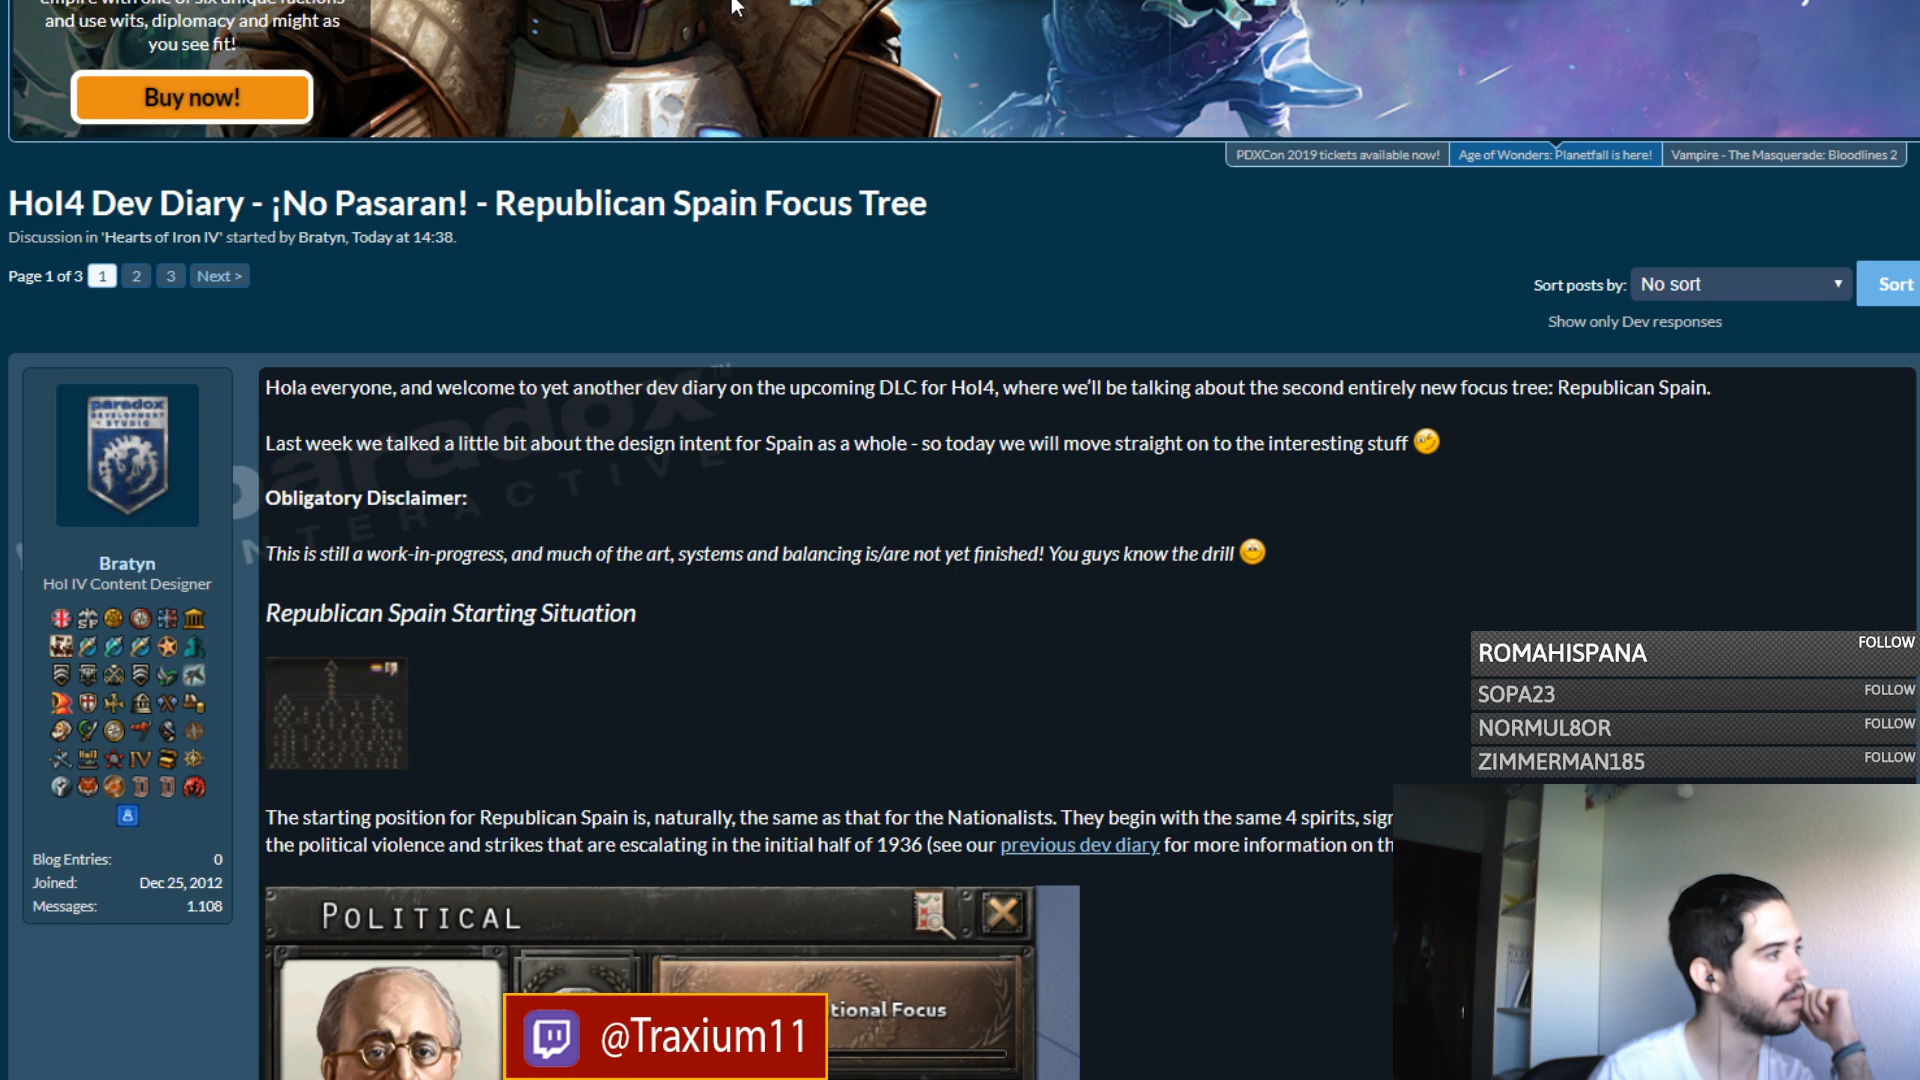 and use wits, diplomacy and might as
you see fit!
Buy now!
PDXCon 2019 tickets available now!
Age of Wonders: Planetfall is here!
Vampire - The Masquerade: Bloodlines 2
HoI4 Dev Diary - ¡No Pasaran! - Republican Spain Focus Tree
Discussion in 'Hearts of Iron IV' started by Bratyn, Today at 14:38.
Page 1 of 3 1 2 3 Next >
Sort posts by: No sort Sort
Show only Dev responses
paradox
DEVELOPMENT
STUDIO
Bratyn
HoI IV Content Designer
Blog Entries: 0
Joined: Dec 25, 2012
Messages: 1.108
paradox
INTERACTIVE
Hola everyone, and welcome to yet another dev diary on the upcoming DLC for HoI4, where we'll be talking about the second entirely new focus tree: Republican Spain.
Last week we talked a little bit about the design intent for Spain as a whole - so today we will move straight on to the interesting stuff
Obligatory Disclaimer:
This is still a work-in-progress, and much of the art, systems and balancing is/are not yet finished! You guys know the drill
Republican Spain Starting Situation
The starting position for Republican Spain is, naturally, the same as that for the Nationalists. They begin with the same 4 spirits, sigr
the political violence and strikes that are escalating in the initial half of 1936 (see our previous dev diary for more information on th
POLITICAL
tional Focus
@Traxium11
ROMAHISPANA FOLLOW
SOPA23 FOLLOW
NORMUL8OR FOLLOW
ZIMMERMAN185 FOLLOW